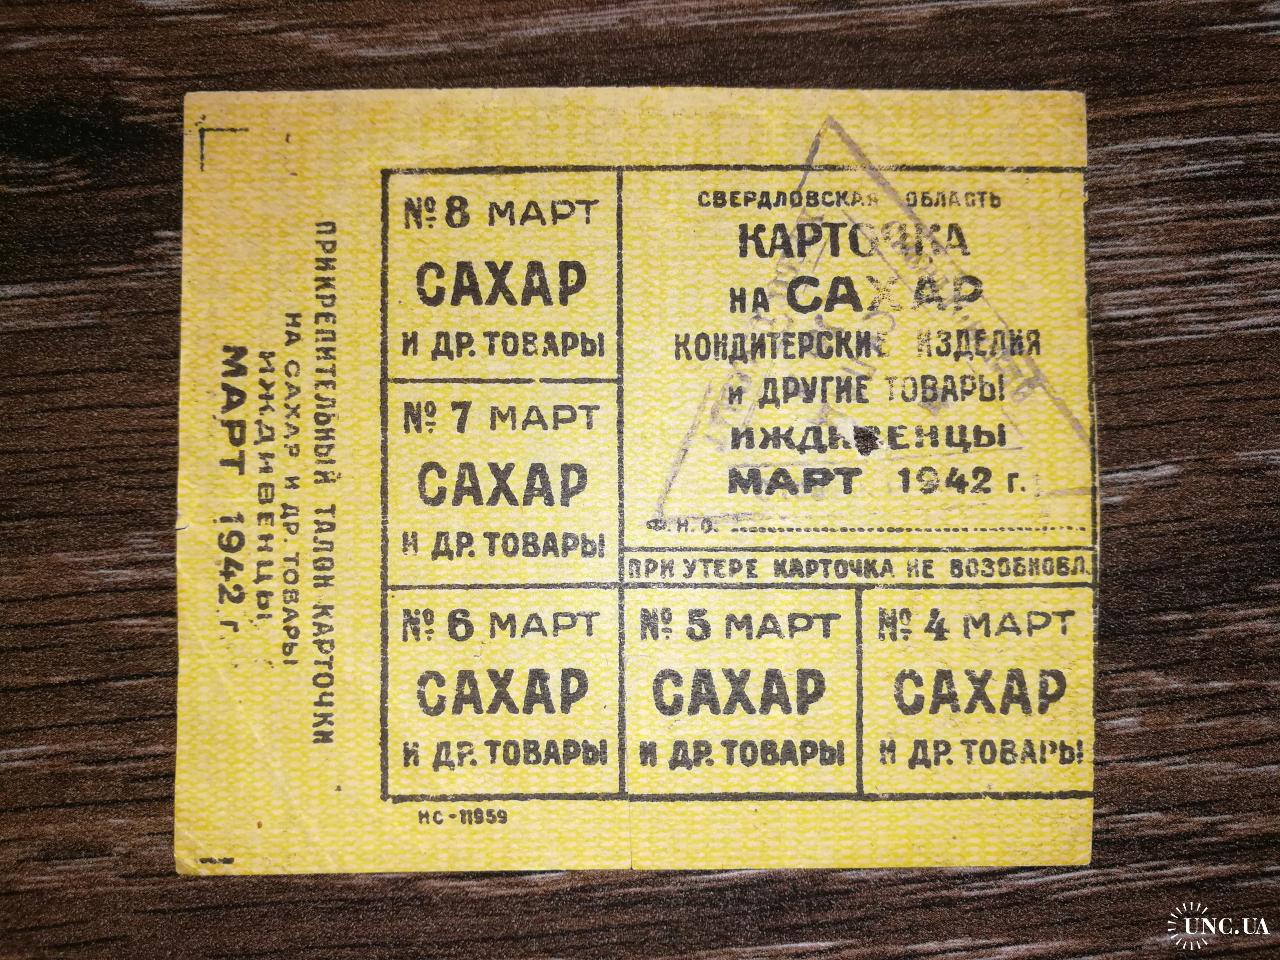 № 8 МАРТ
САХАР
И ДР. ТОВАРЫ
СВЕРДЛОВСКАЯ ОБЛАСТЬ
КАРТОЧКА
НА САХАР
КОНДИТЕРСКИЕ ИЗДЕЛИЯ
И ДРУГИЕ ТОВАРЫ
ИЖДИВЕНЦЫ
МАРТ 1942 г.
Ф.И.О.
ПРИ УТЕРЕ КАРТОЧКА НЕ ВОЗОБНОВЛ.
№ 7 МАРТ
САХАР
И ДР. ТОВАРЫ
№ 6 МАРТ
САХАР
И ДР. ТОВАРЫ
№ 5 МАРТ
САХАР
И ДР. ТОВАРЫ
№ 4 МАРТ
САХАР
И ДР. ТОВАРЫ
ПРИКРЕПИТЕЛЬНЫЙ ТАЛОН КАРТОЧКИ
НА САХАР И ДР. ТОВАРЫ
ИЖДИВЕНЦЫ
МАРТ 1942 г
НС-11959
UNC.UA